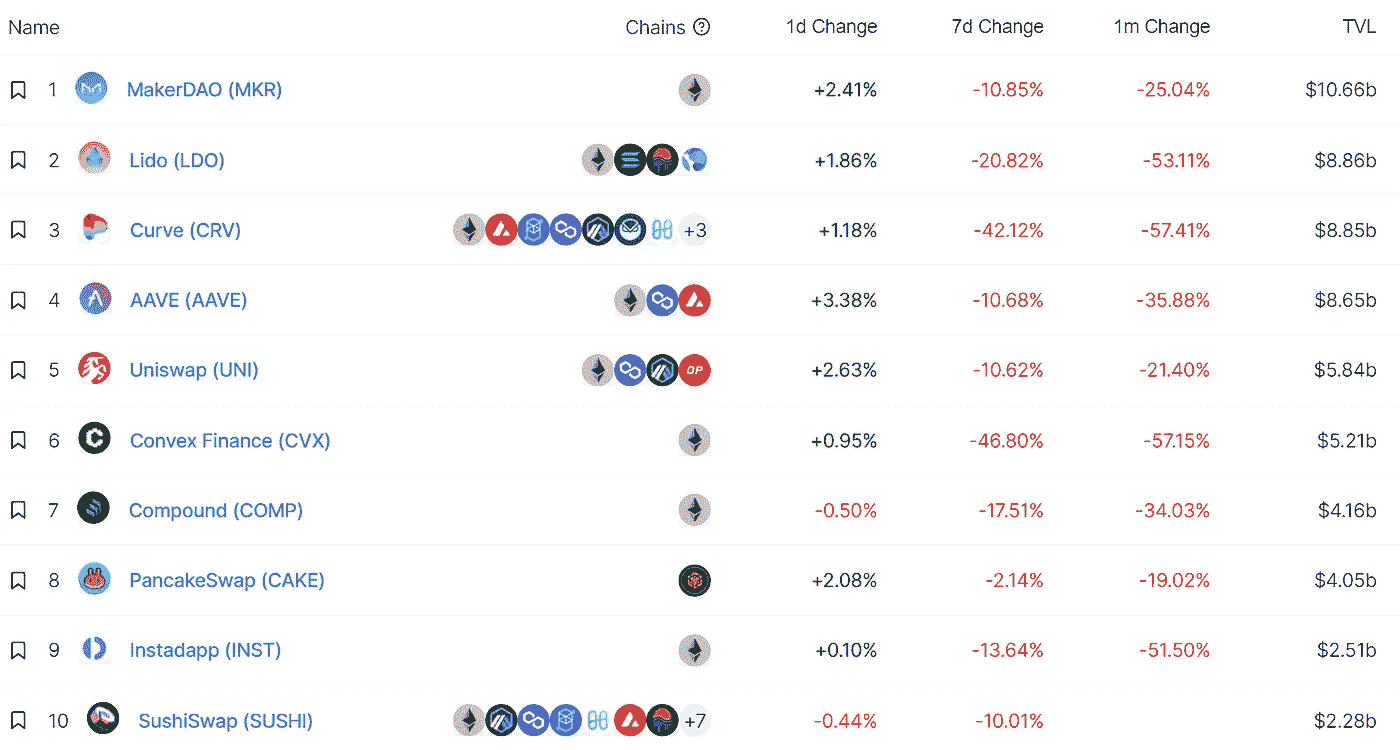 Name Chains ? 1d Change 7d Change 1m Change TVL
1 MakerDAO (MKR) +2.41% -10.85% -25.04% $10.66b
2 Lido (LDO) +1.86% -20.82% -53.11% $8.86b
3 Curve (CRV) +3 +1.18% -42.12% -57.41% $8.85b
4 AAVE (AAVE) +3.38% -10.68% -35.88% $8.65b
5 Uniswap (UNI) OP +2.63% -10.62% -21.40% $5.84b
6 Convex Finance (CVX) +0.95% -46.80% -57.15% $5.21b
7 Compound (COMP) -0.50% -17.51% -34.03% $4.16b
8 PancakeSwap (CAKE) +2.08% -2.14% -19.02% $4.05b
9 Instadapp (INST) +0.10% -13.64% -51.50% $2.51b
10 SushiSwap (SUSHI) +7 -0.44% -10.01% $2.28b